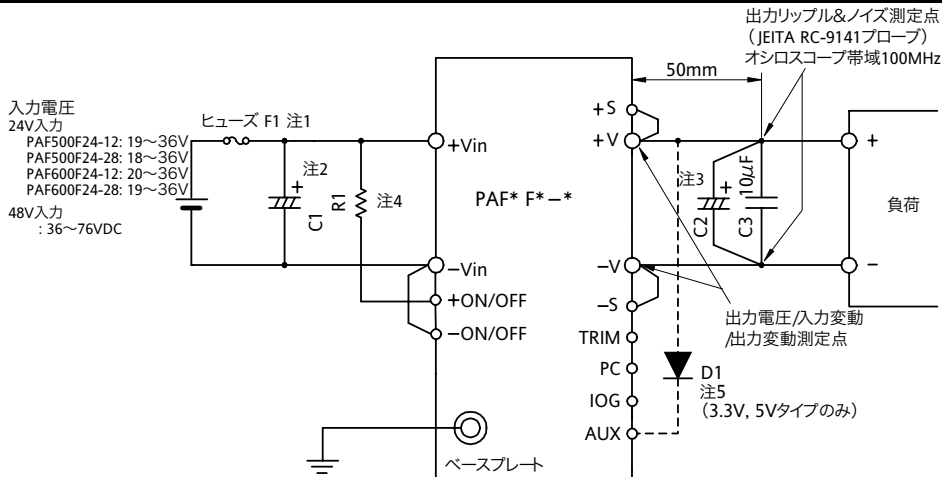 出力リップル&ノイズ測定点
(JEITA RC-9141プローブ)
オシロスコープ帯域100MHz
50mm
入力電圧
24V入力
PAF500F24-12: 19～36V
PAF500F24-28: 18～36V
PAF600F24-12: 20～36V
PAF600F24-28: 19～36V
48V入力
: 36～76VDC
ヒューズ F1 注1
注2
+
C1
R1
注4
+Vin
−Vin
+ON/OFF
−ON/OFF
PAF* F*−*
ベースプレート
+S
+V
−V
−S
TRIM
PC
IOG
AUX
注3
+
C2
10μF
C3
+
負荷
-
出力電圧/入力変動
/出力変動測定点
D1
注5
(3.3V, 5Vタイプのみ)